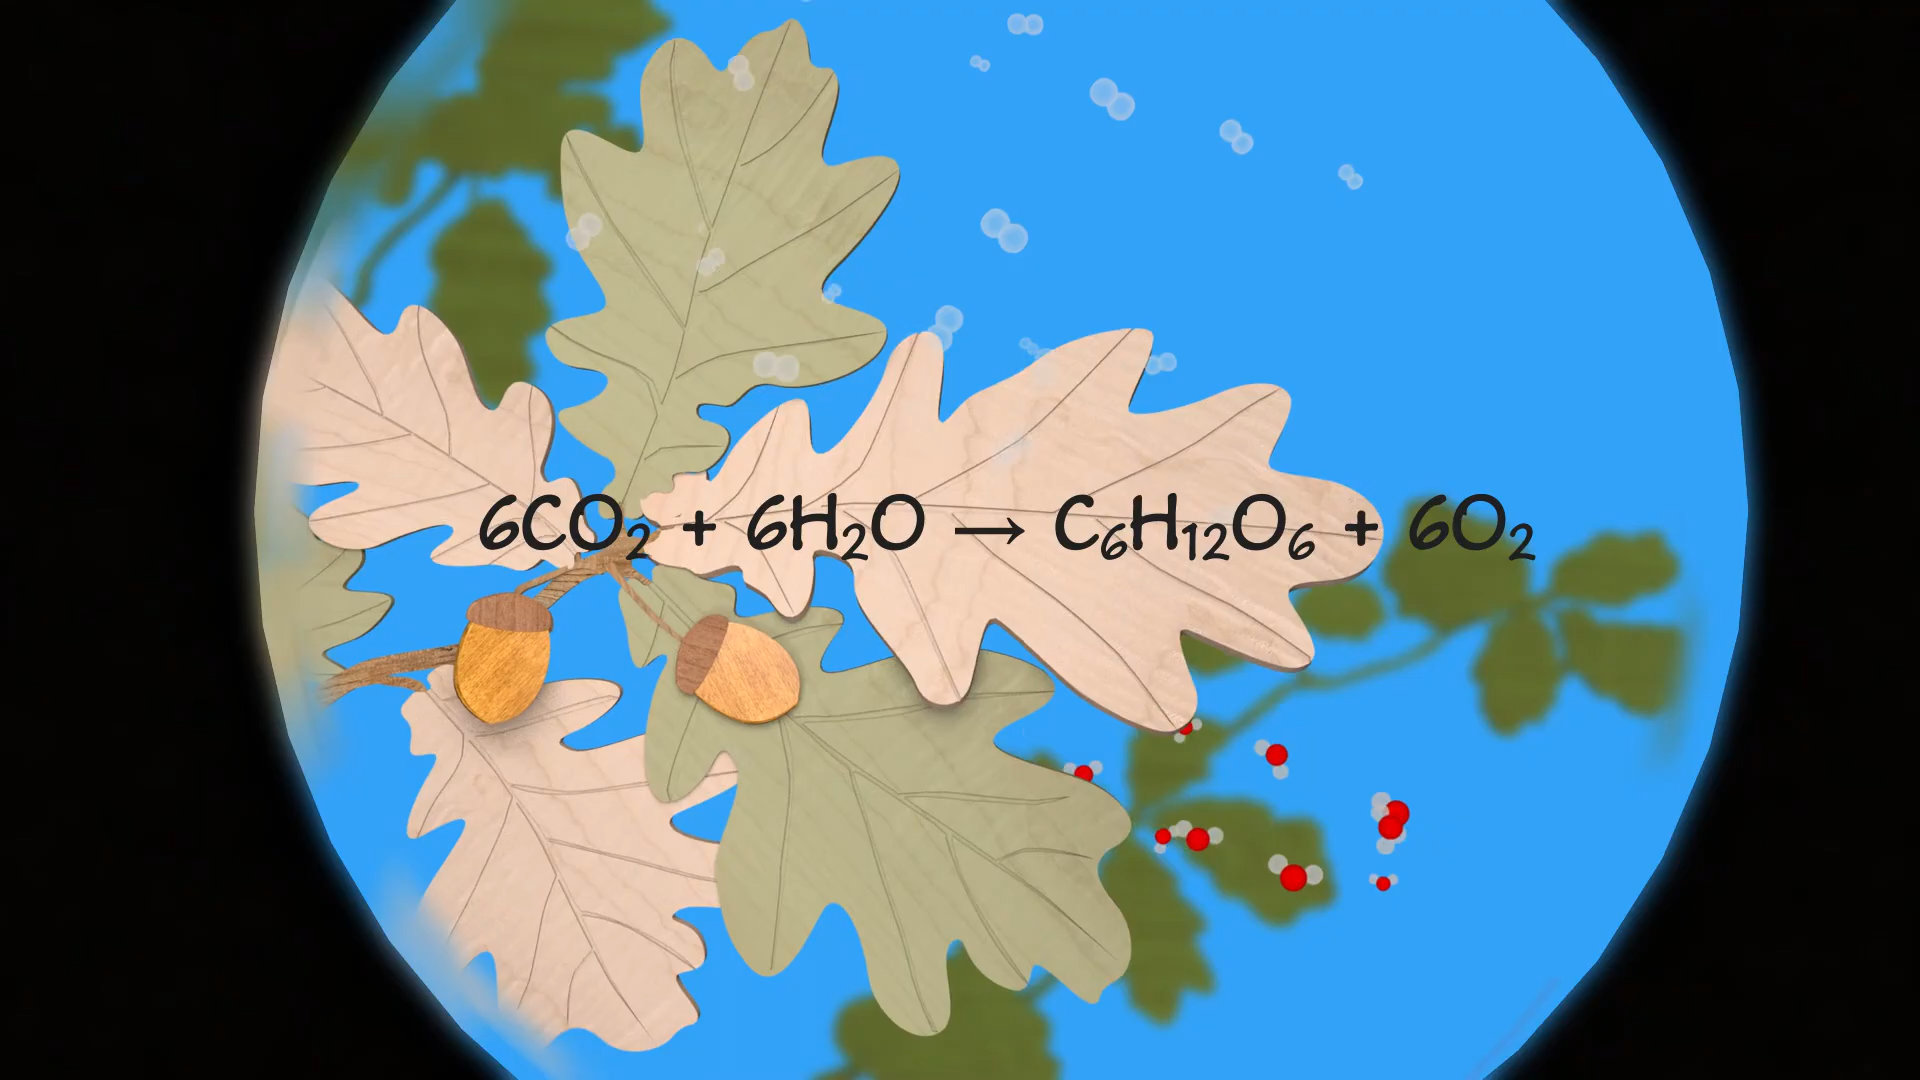 6CO₂ + 6H₂O → C₆H₁₂O₆ + 6O₂